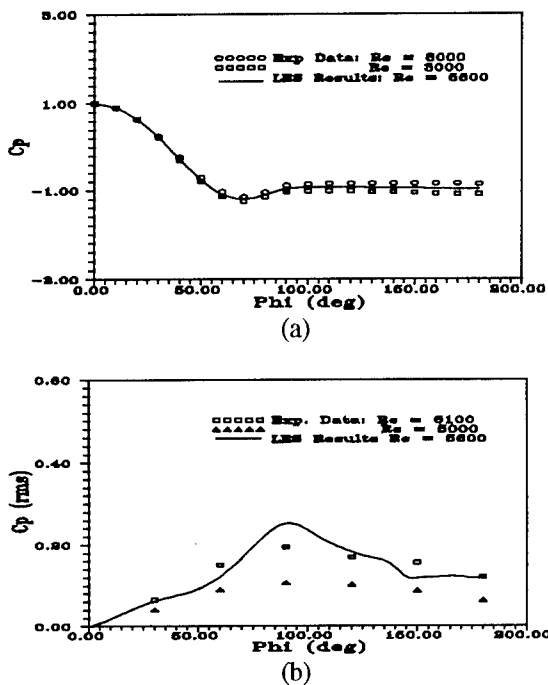 3.00
Exp Data: Re = 8000
Re = 3000
LES Results: Re = 5600
1.00
Cp
-1.00
-3.00
0.00 50.00 100.00 150.00 200.00
Phi (deg)
(a)
0.60
Exp. Data: Re = 6100
Re = 5000
LES Results Re = 5600
0.40
Cp (rms)
0.20
0.00
0.00 50.00 100.00 150.00 200.00
Phi (deg)
(b)